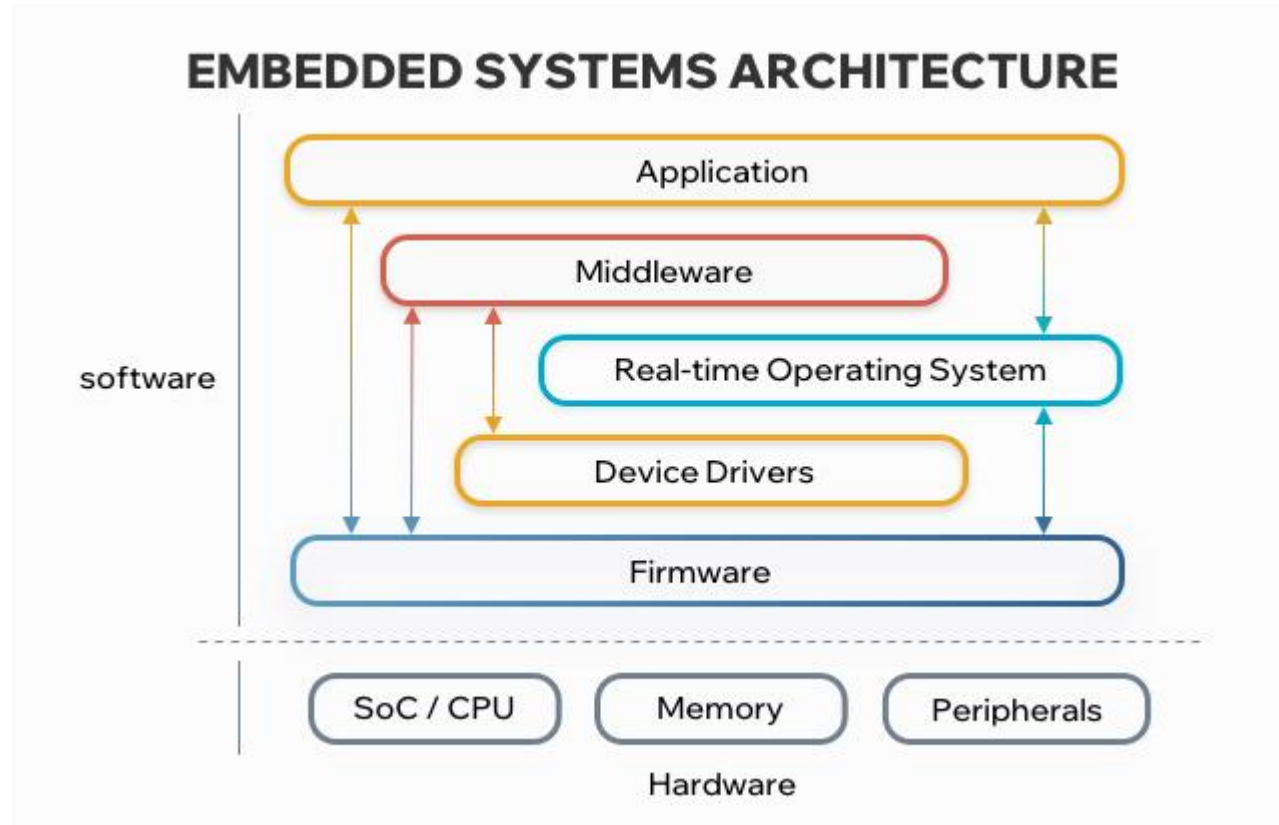 EMBEDDED SYSTEMS ARCHITECTURE
Application
Middleware
Real-time Operating System
software
Device Drivers
Firmware
SoC / CPU
Memory
Peripherals
Hardware